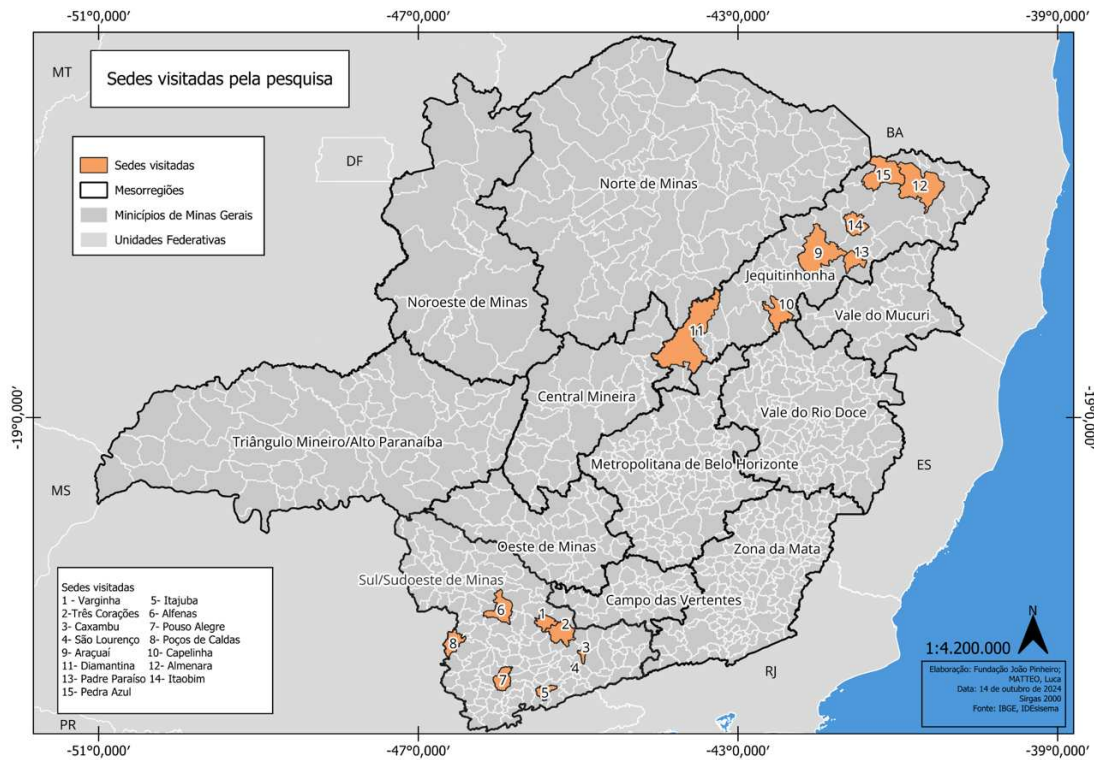 -51°0,000'
-47°0,000'
-43°0,000'
-39°0,000'
MT
Sedes visitadas pela pesquisa
BA
DF
Sedes visitadas
Mesorregiões
Minicípios de Minas Gerais
Unidades Federativas
Norte de Minas
15
12
14
9
13
Jequitinhonha
10
Noroeste de Minas
Vale do Mucuri
11
Central Mineira
-19°0,000'
-19°0,000'
Vale do Rio Doce
Triângulo Mineiro/Alto Paranaíba
Metropolitana de Belo Horizonte
ES
MS
Oeste de Minas
Zona da Mata
Sul/Sudoeste de Minas
Campo das Vertentes
6
1
2
8
3
4
7
5
Sedes visitadas
1 - Varginha 5- Itajuba
2-Três Corações 6- Alfenas
3- Caxambu 7- Pouso Alegre
4- São Lourenço 8- Poços de Caldas
9- Araçuaí 10- Capelinha
11- Diamantina 12- Almenara
13- Padre Paraíso 14- Itaobim
15- Pedra Azul
N
1:4.200.000
RJ
Elaboração: Fundação João Pinheiro;
MATTEO, Luca
Data: 14 de outubro de 2024
Sirgas 2000
Fonte: IBGE, IDEsisema
PR
-51°0,000'
-47°0,000'
-43°0,000'
-39°0,000'